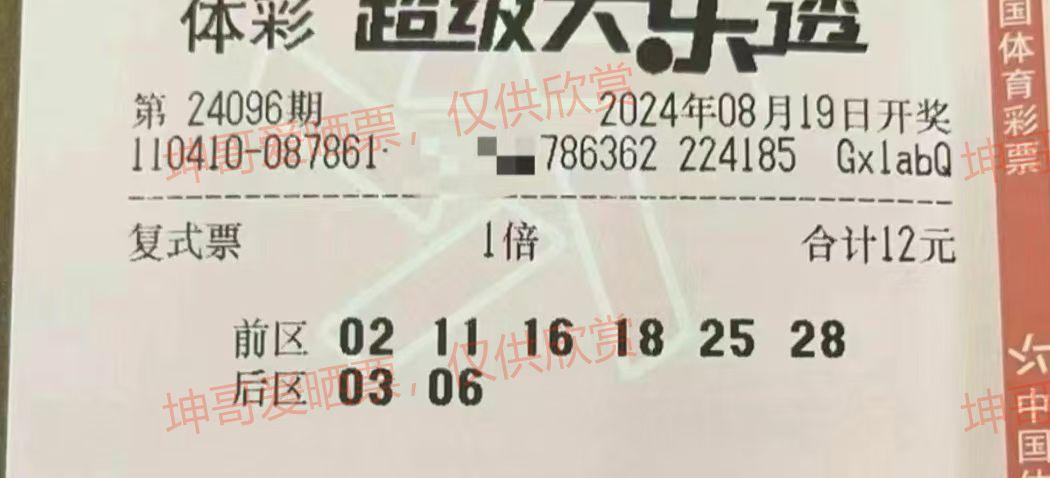 体彩 超级大乐透
第 24096期 2024年08月19日开奖
110410-087861 786362 224185 GxlabQ
复式票 1倍 合计12元
前区 02 11 16 18 25 28
后区 03 06
坤哥爱晒票，仅供欣赏
坤哥爱晒票，仅供欣赏
坤
坤
国体育彩票
中国